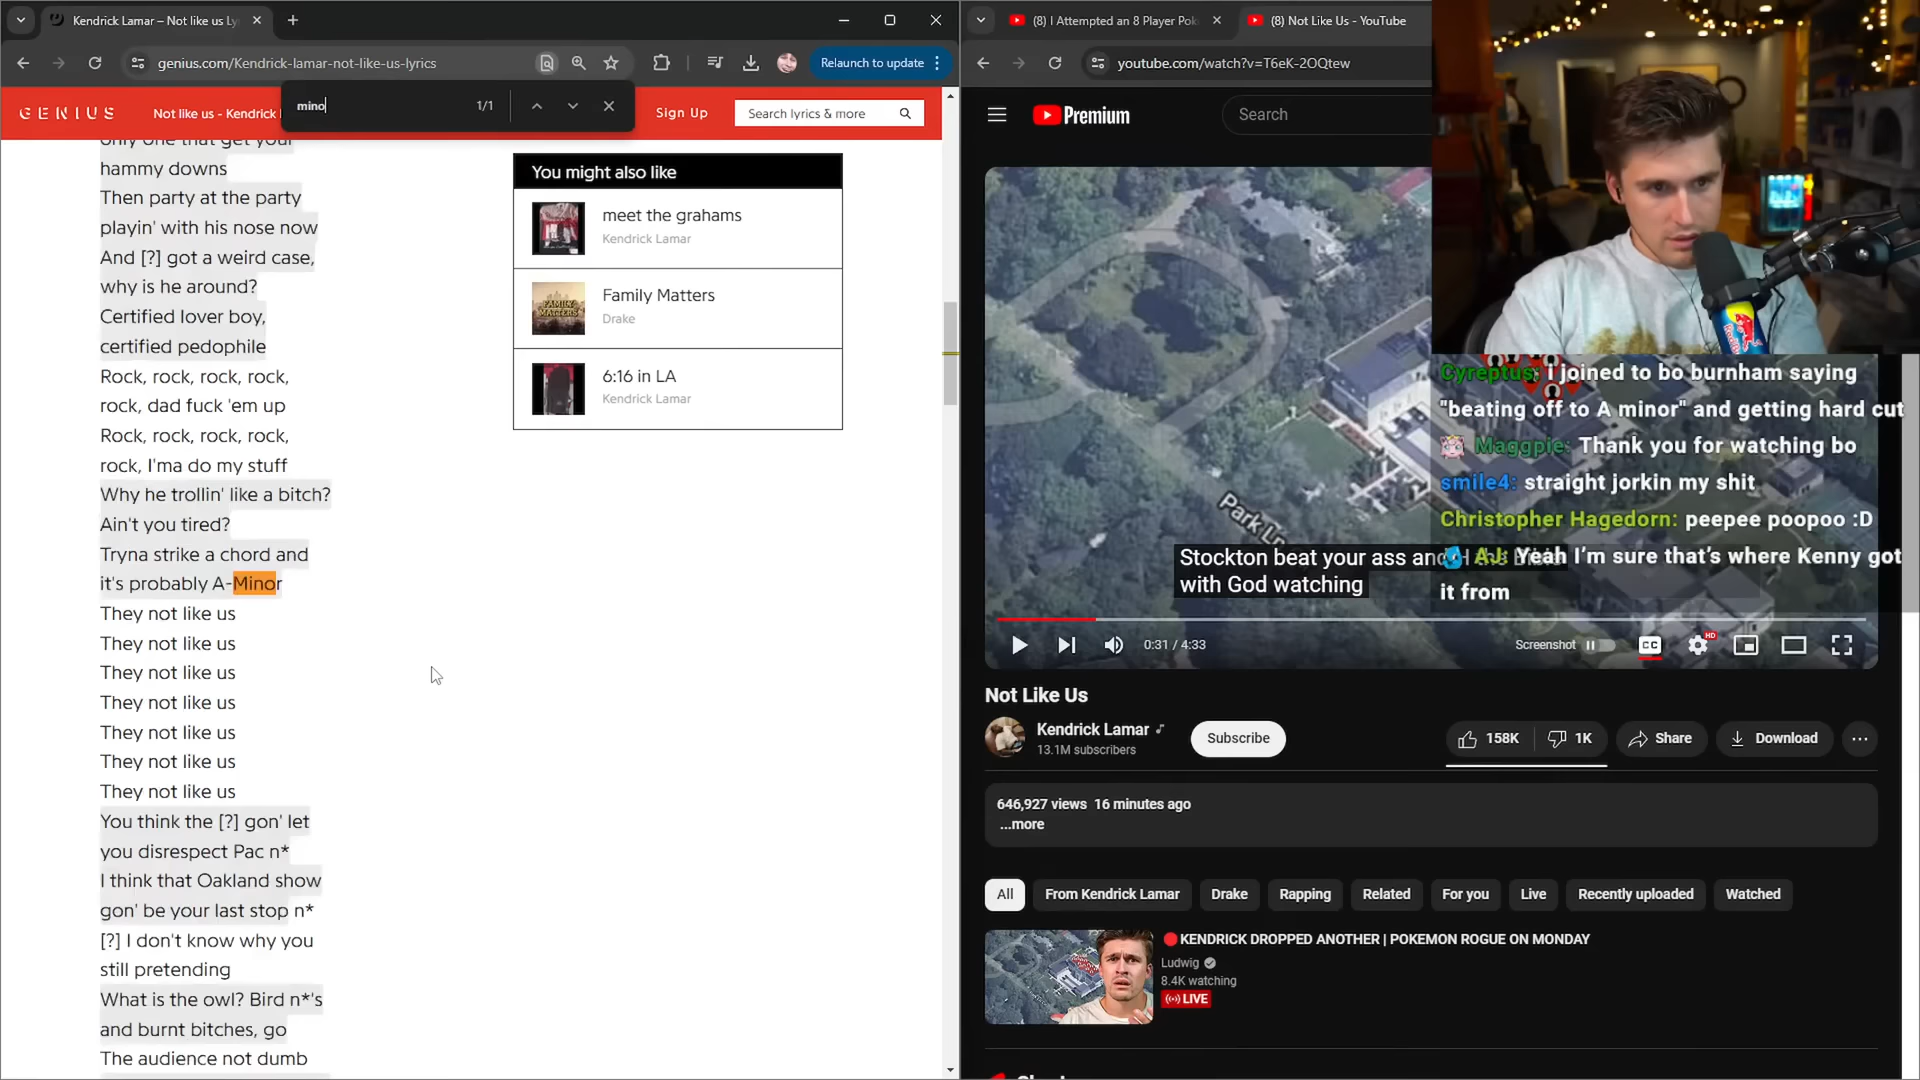 Kendrick Lamar – Not like us Ly
genius.com/Kendrick-lamar-not-like-us-lyrics
Relaunch to update
mino
1/1
GENIUS
Not like us - Kendrick
Sign Up
Search lyrics & more
only one that get your
hammy downs
Then party at the party
playin' with his nose now
And [?] got a weird case,
why is he around?
Certified lover boy,
certified pedophile
Rock, rock, rock, rock,
rock, dad fuck 'em up
Rock, rock, rock, rock,
rock, I'ma do my stuff
Why he trollin' like a bitch?
Ain't you tired?
Tryna strike a chord and
it's probably A-Minor
They not like us
They not like us
They not like us
They not like us
They not like us
They not like us
They not like us
You think the [?] gon' let
you disrespect Pac n*
I think that Oakland show
gon' be your last stop n*
[?] I don't know why you
still pretending
What is the owl? Bird n*'s
and burnt bitches, go
The audience not dumb
You might also like
meet the grahams
Kendrick Lamar
Family Matters
Drake
6:16 in LA
Kendrick Lamar
(8) I Attempted an 8 Player Pok
(8) Not Like Us - YouTube
youtube.com/watch?v=T6eK-2OQtew
Premium
Search
Park Ln
Stockton beat your ass and
with God watching
Cyreptus: I joined to bo burnham saying
"beating off to A minor" and getting hard cut
Maggpie: Thank you for watching bo
smile4: straight jorkin my shit
Christopher Hagedorn: peepee poopoo :D
AJ: Yeah I'm sure that's where Kenny got
it from
0:31 / 4:33
Screenshot
CC
HD
Not Like Us
Kendrick Lamar
13.1M subscribers
Subscribe
158K
1K
Share
Download
646,927 views 16 minutes ago
...more
All
From Kendrick Lamar
Drake
Rapping
Related
For you
Live
Recently uploaded
Watched
KENDRICK DROPPED ANOTHER | POKEMON ROGUE ON MONDAY
Ludwig
8.4K watching
LIVE